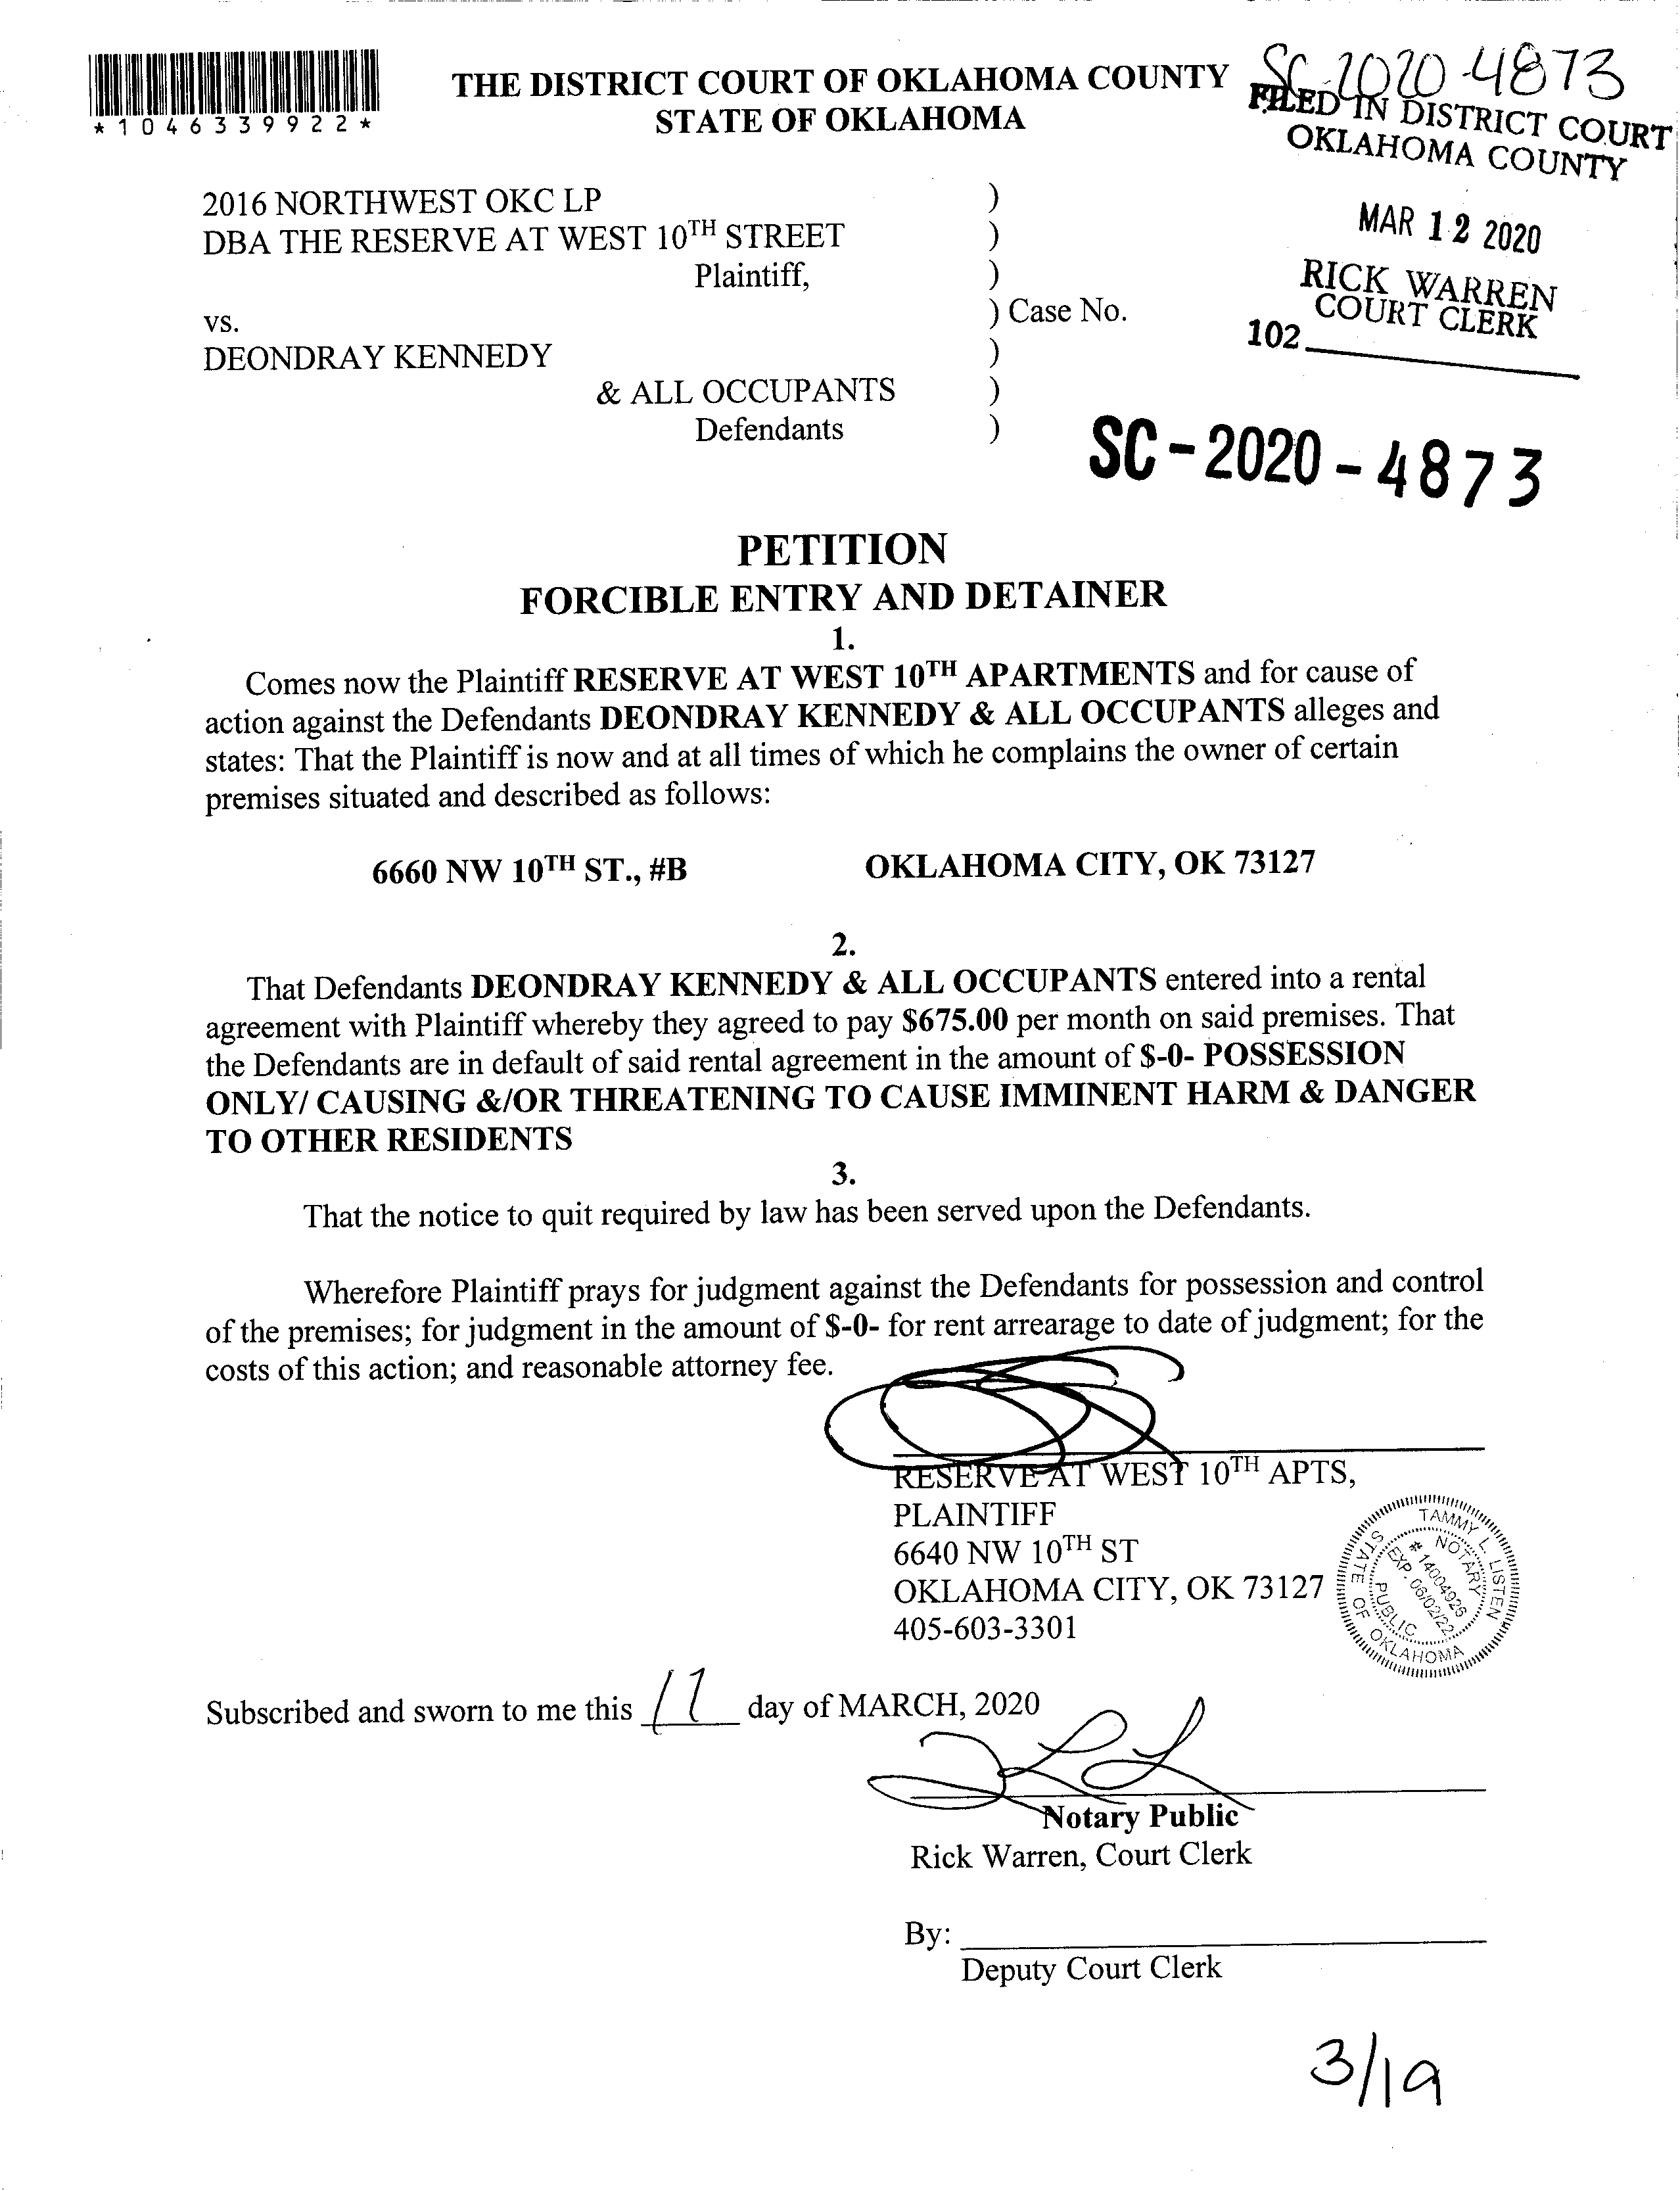 *1046339922*
THE DISTRICT COURT OF OKLAHOMA COUNTY
STATE OF OKLAHOMA
SC-2020-4873
FILED IN DISTRICT COURT
OKLAHOMA COUNTY
MAR 12 2020
RICK WARREN
COURT CLERK
102
2016 NORTHWEST OKC LP )
DBA THE RESERVE AT WEST 10TH STREET )
Plaintiff, )
vs. ) Case No.
DEONDRAY KENNEDY )
& ALL OCCUPANTS )
Defendants )
SC-2020-4873
PETITION
FORCIBLE ENTRY AND DETAINER
1.
Comes now the Plaintiff RESERVE AT WEST 10TH APARTMENTS and for cause of
action against the Defendants DEONDRAY KENNEDY & ALL OCCUPANTS alleges and
states: That the Plaintiff is now and at all times of which he complains the owner of certain
premises situated and described as follows:
6660 NW 10TH ST., #B OKLAHOMA CITY, OK 73127
2.
That Defendants DEONDRAY KENNEDY & ALL OCCUPANTS entered into a rental
agreement with Plaintiff whereby they agreed to pay $675.00 per month on said premises. That
the Defendants are in default of said rental agreement in the amount of $-0- POSSESSION
ONLY/ CAUSING &/OR THREATENING TO CAUSE IMMINENT HARM & DANGER
TO OTHER RESIDENTS
3.
That the notice to quit required by law has been served upon the Defendants.
Wherefore Plaintiff prays for judgment against the Defendants for possession and control
of the premises; for judgment in the amount of $-0- for rent arrearage to date of judgment; for the
costs of this action; and reasonable attorney fee.
RESERVE AT WEST 10TH APTS,
PLAINTIFF
6640 NW 10TH ST
OKLAHOMA CITY, OK 73127
405-603-3301
TAMMY L. LISTEN
NOTARY
# 14004926
EXP. 06/02/22
PUBLIC
STATE OF OKLAHOMA
Subscribed and sworn to me this day of MARCH, 2020
Notary Public
Rick Warren, Court Clerk
By:
Deputy Court Clerk
3/19